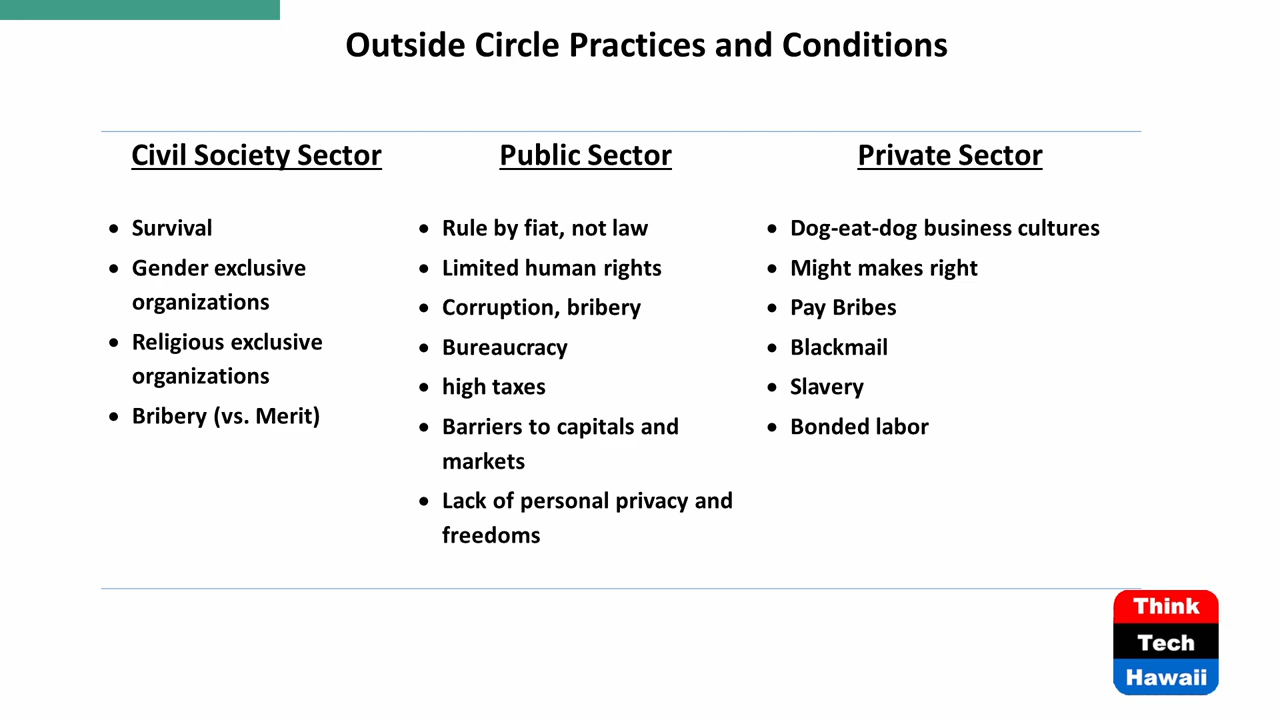 Outside Circle Practices and Conditions
Civil Society Sector
• Survival
• Gender exclusive
organizations
• Religious exclusive
organizations
• Bribery (vs. Merit)
Public Sector
• Rule by fiat, not law
• Limited human rights
• Corruption, bribery
• Bureaucracy
• high taxes
• Barriers to capitals and
markets
• Lack of personal privacy and
freedoms
Private Sector
• Dog-eat-dog business cultures
• Might makes right
• Pay Bribes
• Blackmail
• Slavery
• Bonded labor
Think
Tech
Hawaii